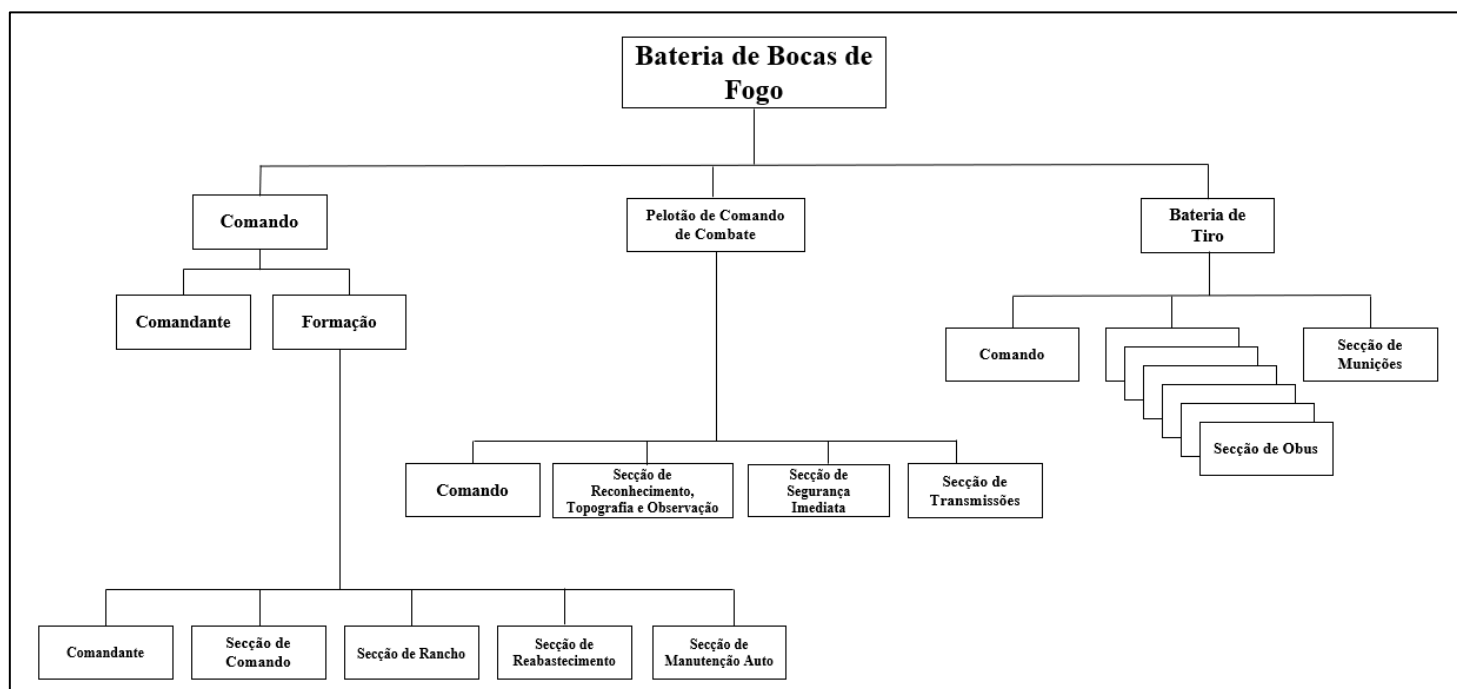 Bateria de Bocas de
Fogo
Comando
Pelotão de Comando
de Combate
Bateria de
Tiro
Comandante
Formação
Comando
Secção de
Munições
Secção de Obus
Comando
Secção de
Reconhecimento,
Topografia e Observação
Secção de
Segurança
Imediata
Secção de
Transmissões
Comandante
Secção de
Comando
Secção de Rancho
Secção de
Reabastecimento
Secção de
Manutenção Auto